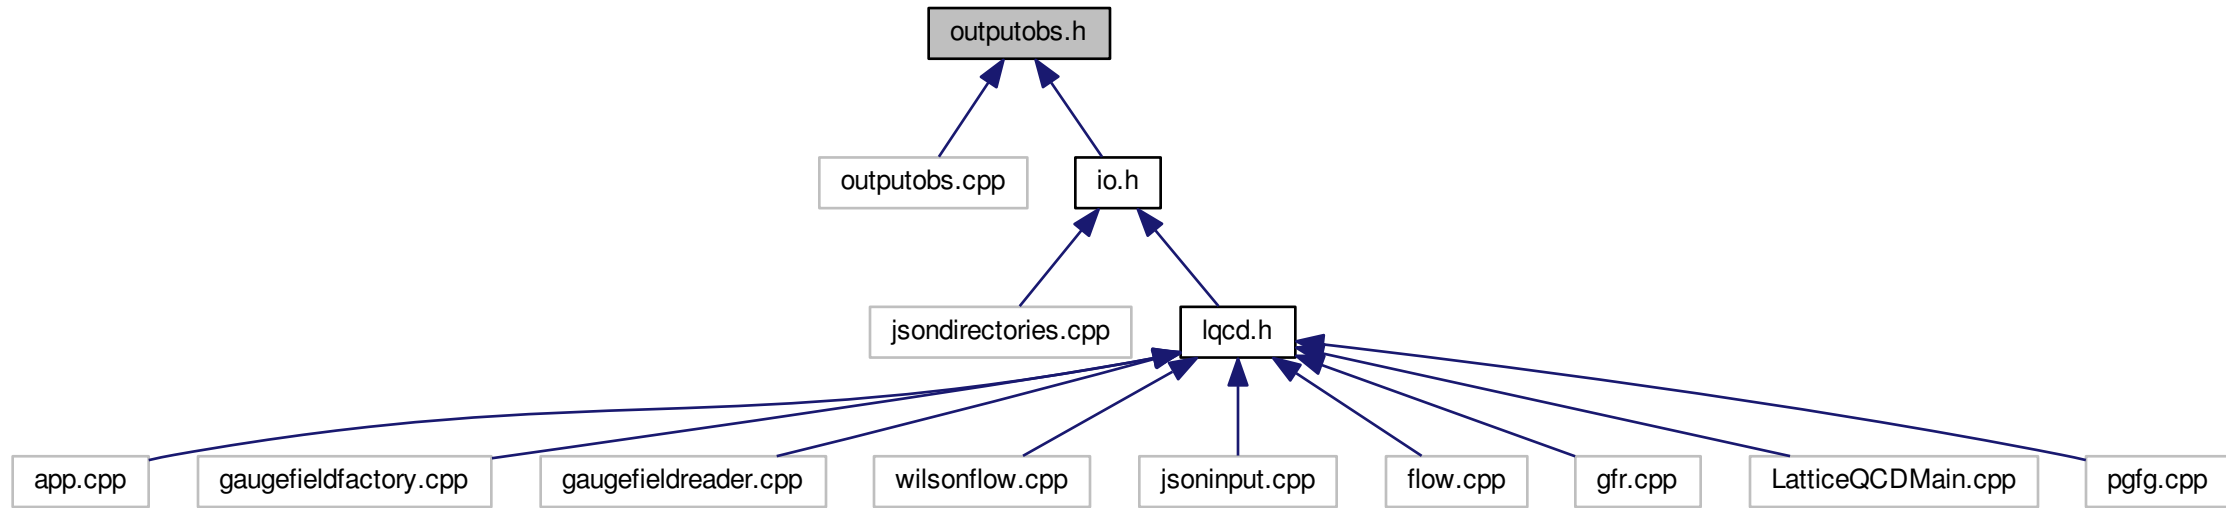 outputobs.h
outputobs.cpp
io.h
jsondirectories.cpp
lqcd.h
app.cpp
gaugefieldfactory.cpp
gaugefieldreader.cpp
wilsonflow.cpp
jsoninput.cpp
flow.cpp
gfr.cpp
LatticeQCDMain.cpp
pgfg.cpp